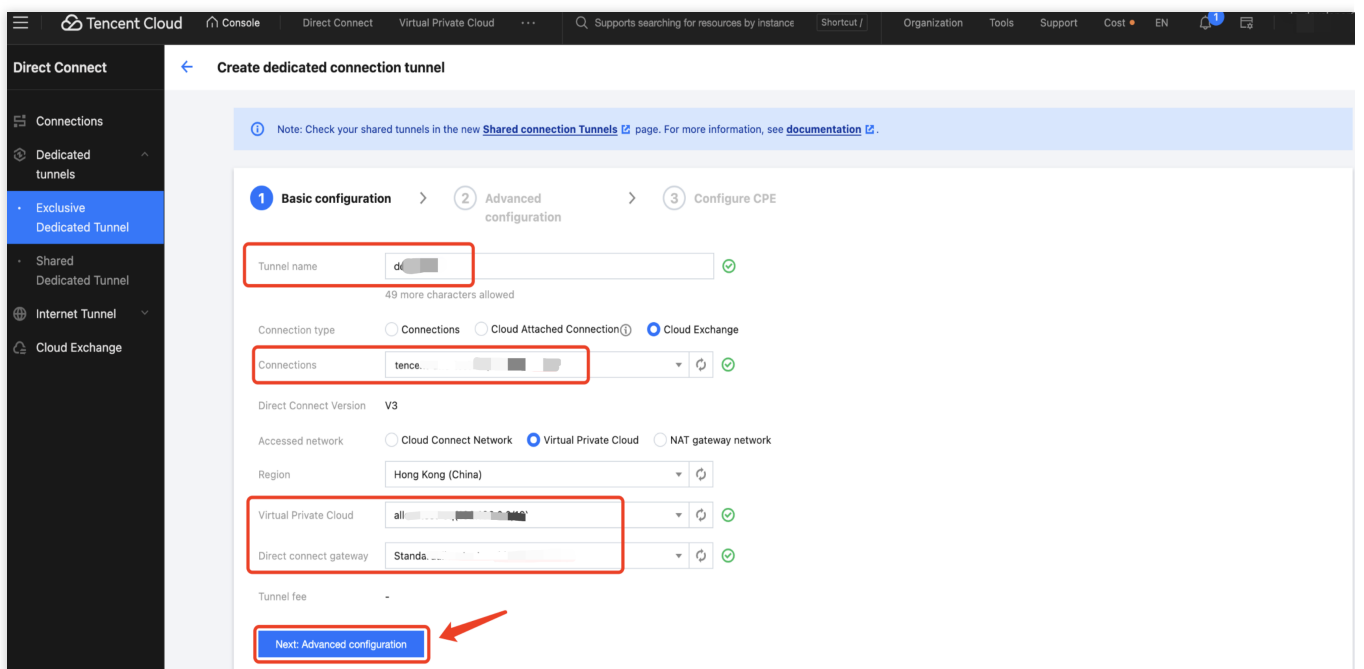 Tencent Cloud Console Direct Connect Virtual Private Cloud ··· Supports searching for resources by instance Shortcut / Organization Tools Support Cost EN 1
Direct Connect
Create dedicated connection tunnel
Connections
Dedicated
tunnels
Exclusive
Dedicated Tunnel
Shared
Dedicated Tunnel
Internet Tunnel
Cloud Exchange
Note: Check your shared tunnels in the new Shared connection Tunnels page. For more information, see documentation .
1 Basic configuration > 2 Advanced configuration > 3 Configure CPE
Tunnel name
49 more characters allowed
Connection type Connections Cloud Attached Connection Cloud Exchange
Connections tence
Direct Connect Version V3
Accessed network Cloud Connect Network Virtual Private Cloud NAT gateway network
Region Hong Kong (China)
Virtual Private Cloud all
Direct connect gateway Standa
Tunnel fee -
Next: Advanced configuration